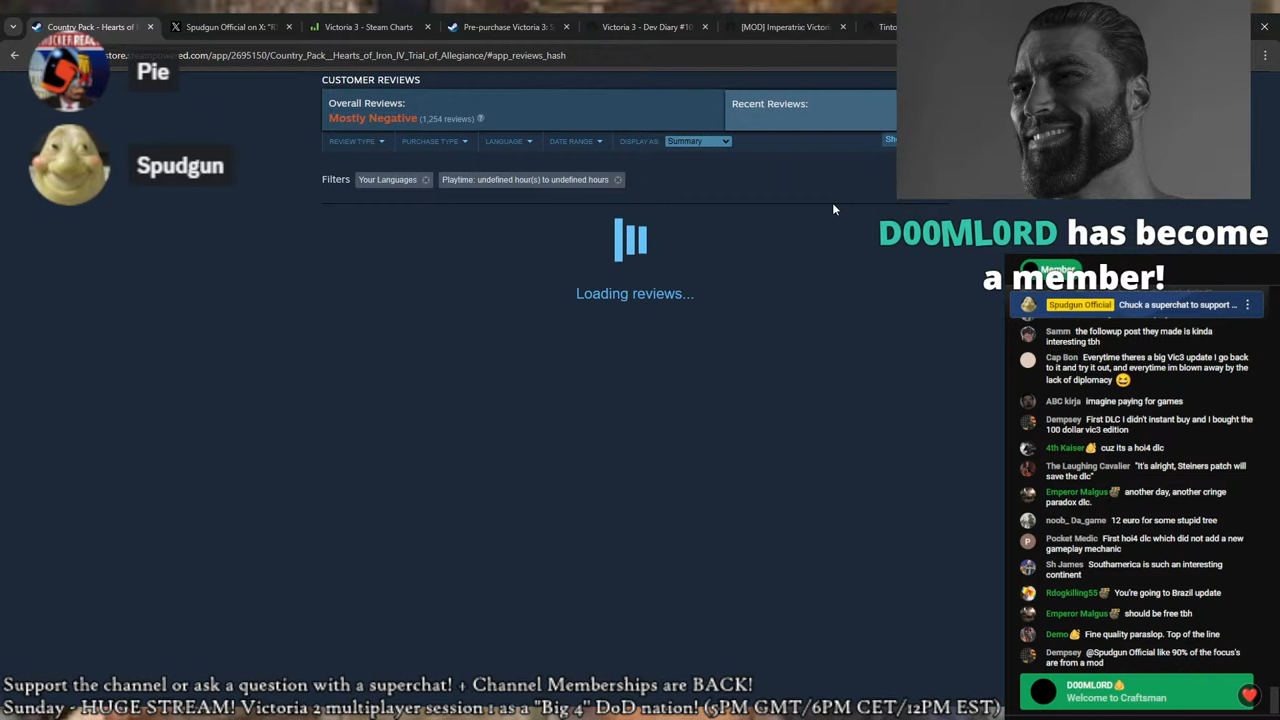 Country Pack - Hearts of I
Spudgun Official on X: "
Victoria 3 - Steam Charts
Pre-purchase Victoria 3: S
Victoria 3 - Dev Diary #10
[MOD] Imperatrix: Victori
Tinto
store.steampowered.com/app/2695150/Country_Pack__Hearts_of_Iron_IV_Trial_of_Allegiance/#app_reviews_hash
Pie
Spudgun
CUSTOMER REVIEWS
Overall Reviews:
Mostly Negative (1,254 reviews)
Recent Reviews:
REVIEW TYPE PURCHASE TYPE LANGUAGE DATE RANGE DISPLAY AS: Summary
Filters Your Languages Playtime: undefined hour(s) to undefined hours
Loading reviews...
D00ML0RD has become
a member!
Member
Spudgun Official Chuck a superchat to support ...
Samm the followup post they made is kinda
interesting tbh
Cap Bon Everytime theres a big Vic3 update I go back
to it and try it out, and everytime im blown away by the
lack of diplomacy
ABC kirja imagine paying for games
Dempsey First DLC I didn't instant buy and I bought the
100 dollar vic3 edition
4th Kaiser cuz its a hoi4 dlc
The Laughing Cavalier "It's alright, Steiners patch will
save the dlc"
Emperor Malgus another day, another cringe
paradox dlc.
noob_ Da_game 12 euro for some stupid tree
Pocket Medic First hoi4 dlc which did not add a new
gameplay mechanic
Sh James Southamerica is such an interesting
continent
Rdogkilling55 You're going to Brazil update
Emperor Malgus should be free tbh
Demo Fine quality paraslop. Top of the line
Dempsey @Spudgun Official like 90% of the focus's
are from a mod
D00ML0RD
Welcome to Craftsman
Support the channel or ask a question with a superchat! + Channel Memberships are BACK!
Sunday - HUGE STREAM! Victoria 2 multiplayer session 1 as a "Big 4" DoD nation! (5PM GMT/6PM CET/12PM EST)